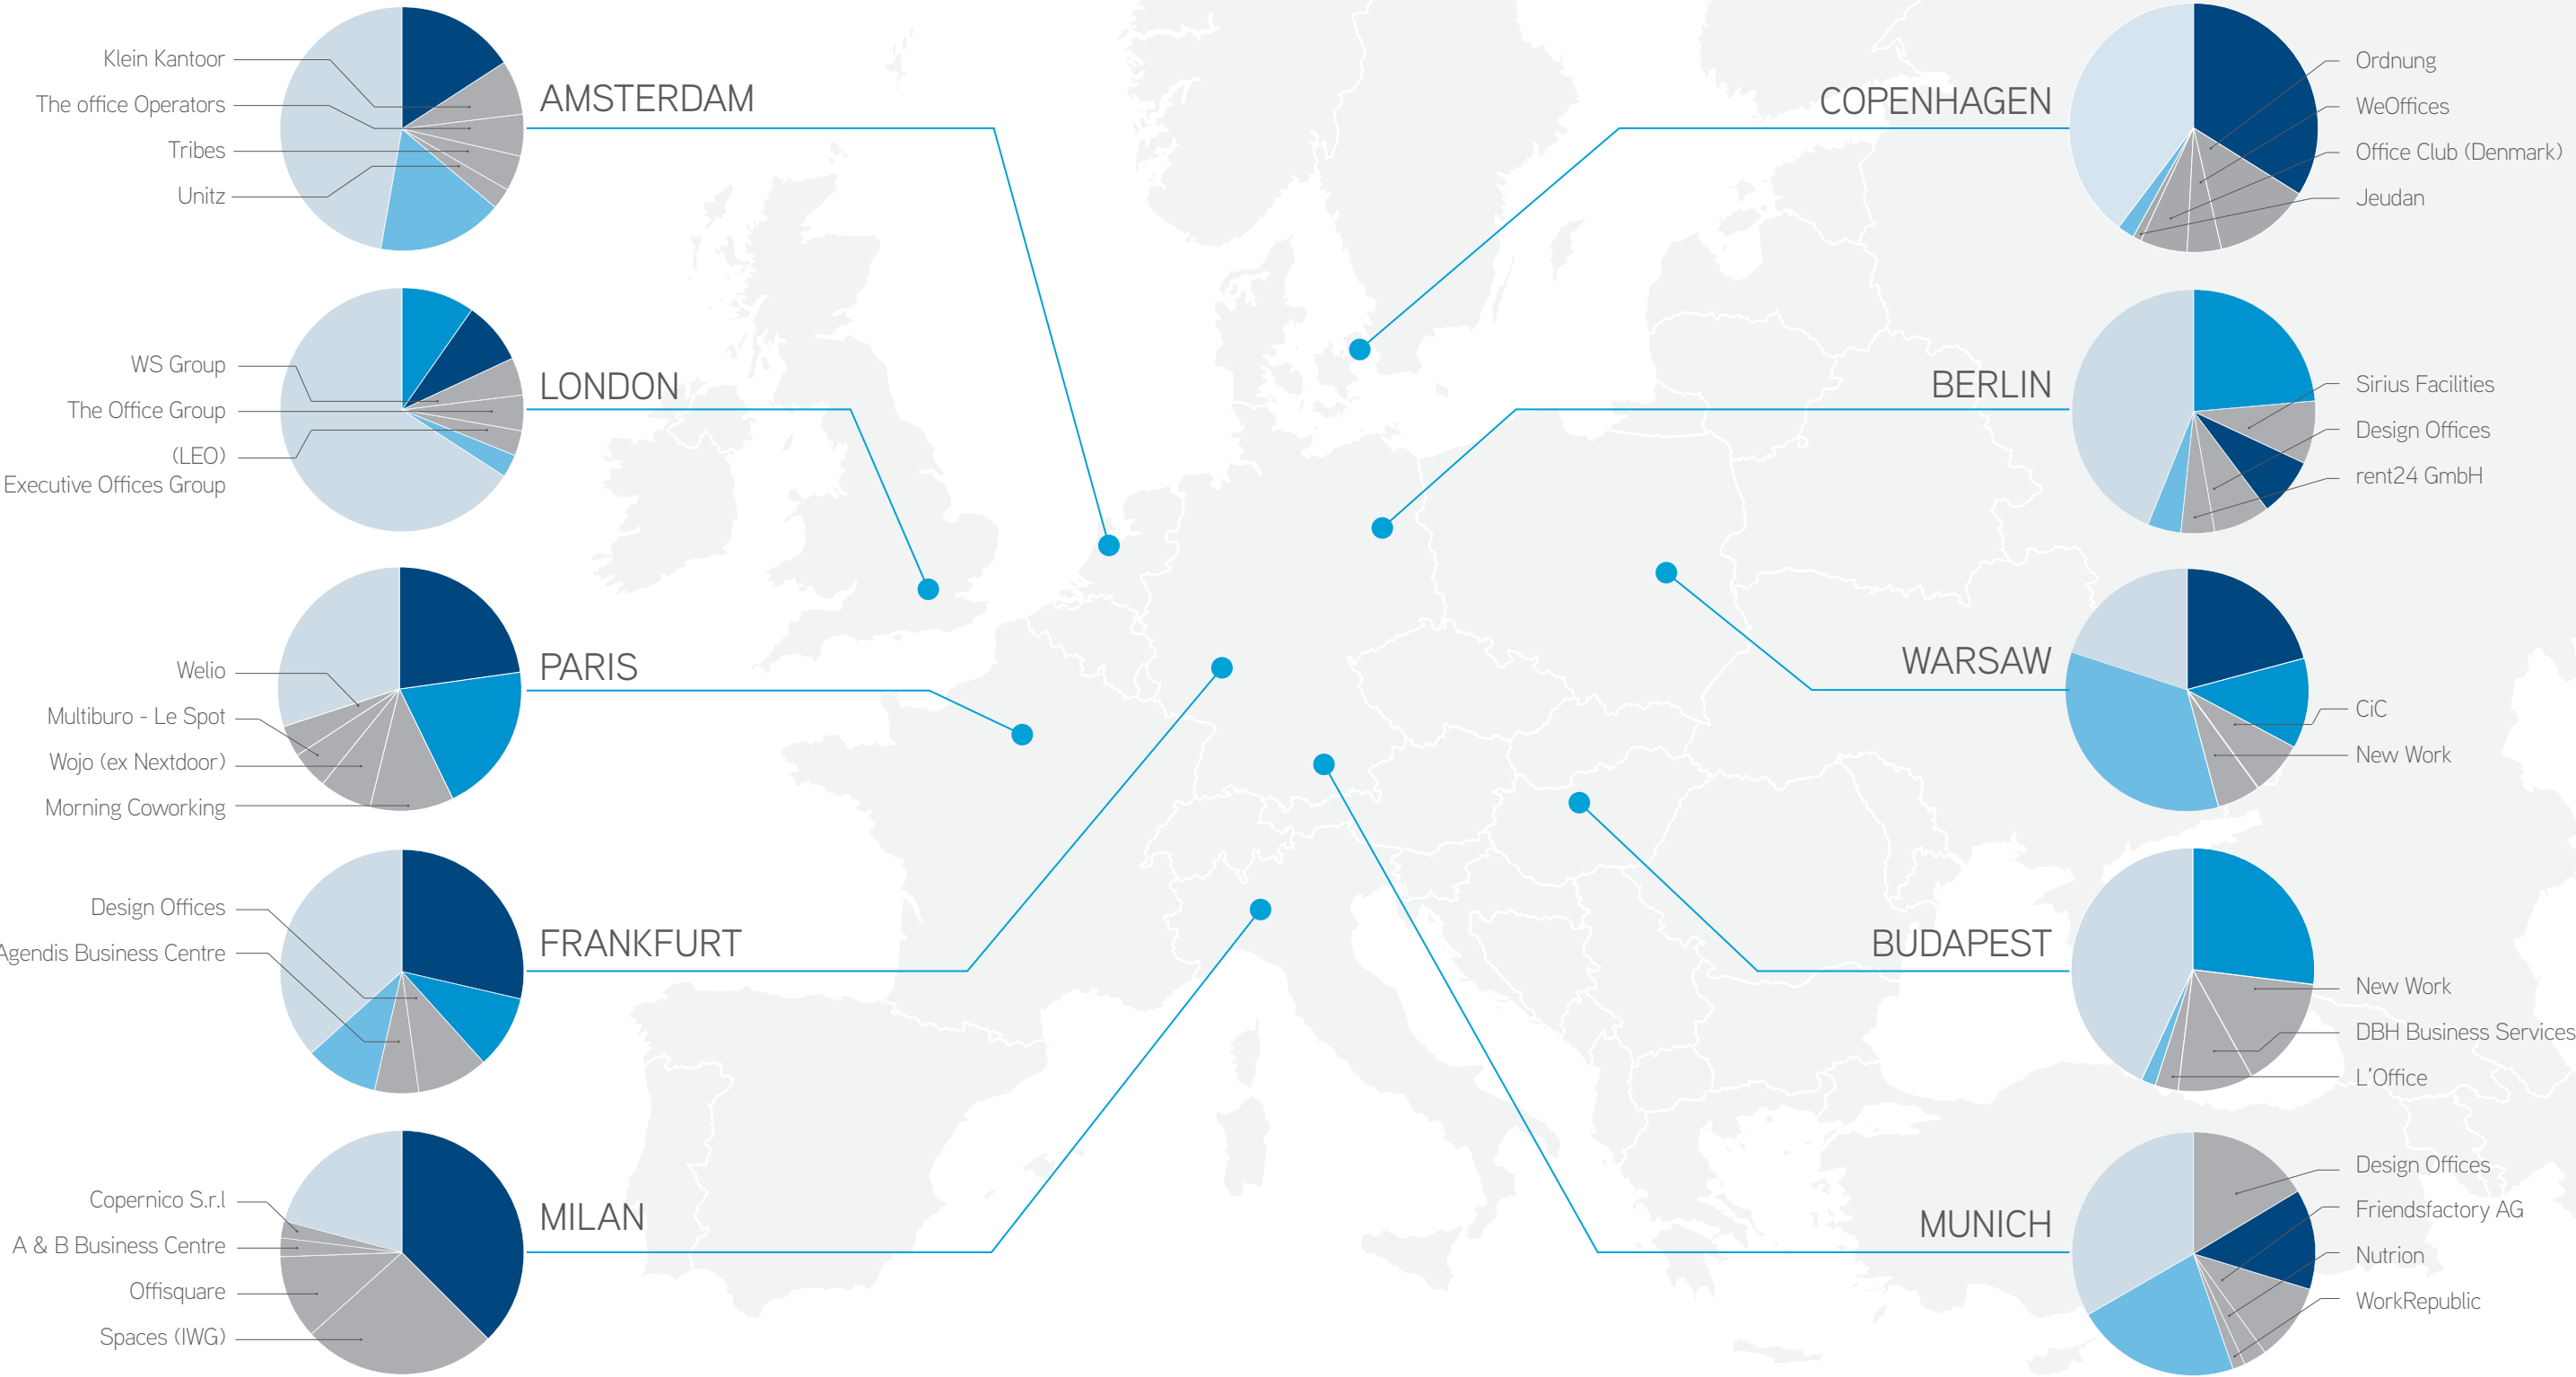 AMSTERDAM
Klein Kantoor
The office Operators
Tribes
Unitz
LONDON
WS Group
The Office Group
(LEO)
Executive Offices Group
PARIS
Welio
Multiburo - Le Spot
Wojo (ex Nextdoor)
Morning Coworking
FRANKFURT
Design Offices
Agendis Business Centre
MILAN
Copernico S.r.l
A & B Business Centre
Offisquare
Spaces (IWG)
COPENHAGEN
Ordnung
WeOffices
Office Club (Denmark)
Jeudan
BERLIN
Sirius Facilities
Design Offices
rent24 GmbH
WARSAW
CiC
New Work
BUDAPEST
New Work
DBH Business Services
L'Office
MUNICH
Design Offices
Friendsfactory AG
Nutrion
WorkRepublic